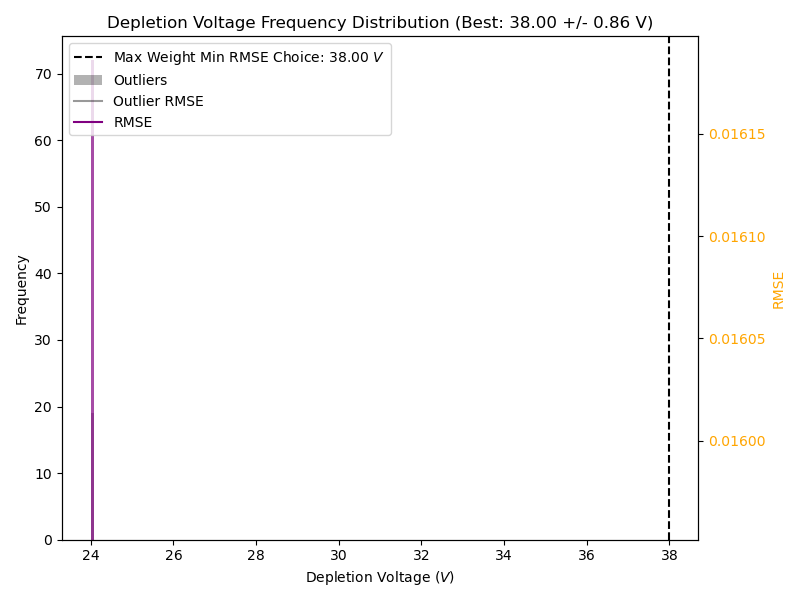 Depletion Voltage Frequency Distribution (Best: 38.00 +/- 0.86 V)
Max Weight Min RMSE Choice: 38.00 V
Outliers
Outlier RMSE
RMSE
Frequency
70
60
50
40
30
20
10
0
0.01615
0.01610
0.01605
0.01600
RMSE
24 26 28 30 32 34 36 38
Depletion Voltage (V)